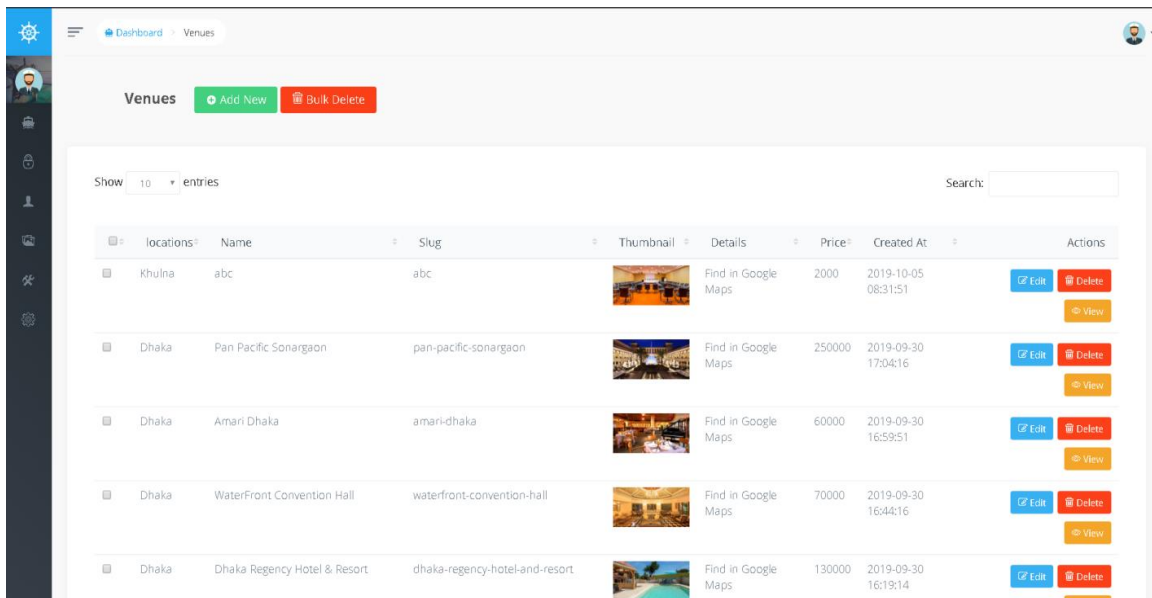 Dashboard > Venues
Venues Add New Bulk Delete
Show 10 entries Search:
locations Name Slug Thumbnail Details Price Created At Actions
Khulna abc abc Find in Google Maps 2000 2019-10-05 08:31:51 Edit Delete View
Dhaka Pan Pacific Sonargaon pan-pacific-sonargaon Find in Google Maps 250000 2019-09-30 17:04:16 Edit Delete View
Dhaka Amari Dhaka amari-dhaka Find in Google Maps 60000 2019-09-30 16:59:51 Edit Delete View
Dhaka WaterFront Convention Hall waterfront-convention-hall Find in Google Maps 70000 2019-09-30 16:44:16 Edit Delete View
Dhaka Dhaka Regency Hotel & Resort dhaka-regency-hotel-and-resort Find in Google Maps 130000 2019-09-30 16:19:14 Edit Delete